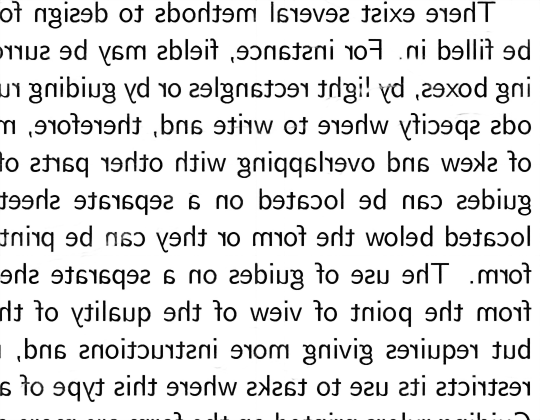 There exist several methods to design fo
be filled in. For instance, fields may be surro
ing boxes, by light rectangles or by guiding ru
ods specify where to write and, therefore, m
of skew and overlapping with other parts of
guides can be located on a separate sheet
located below the form or they can be print
form. The use of guides on a separate she
from the point of view of the quality of th
but requires giving more instructions and,
restricts its use to tasks where this type of a